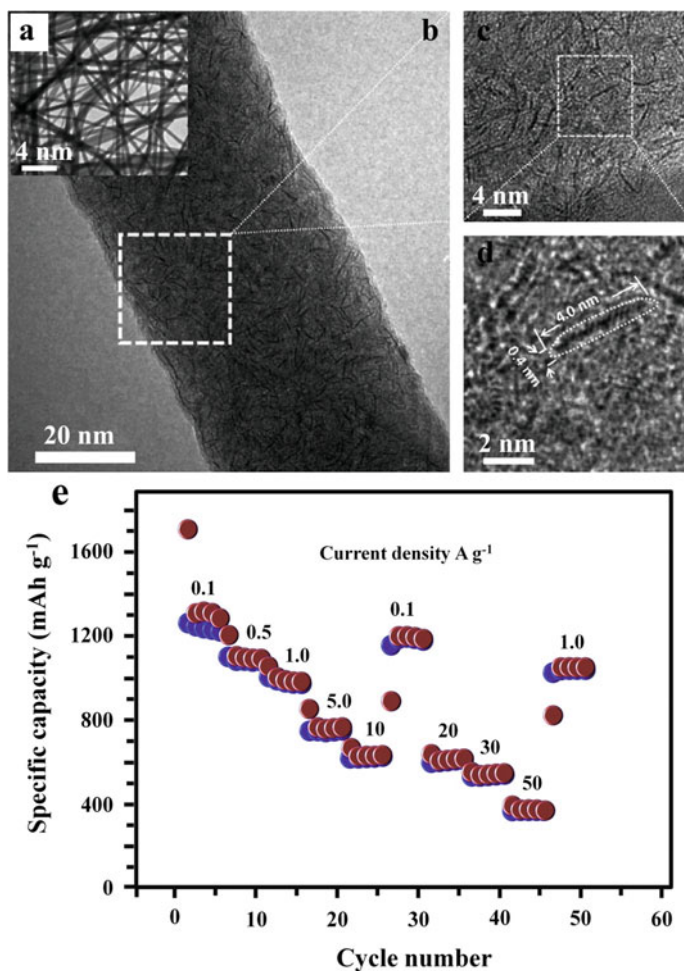 a
b
4 nm
20 nm
c
4 nm
d
4.0 nm
0.4 nm
2 nm
e
Specific capacity (mAh g⁻¹)
1600
1200
800
400
0
Current density A g⁻¹
0.1
0.5
1.0
5.0
10
0.1
20
30
50
1.0
0 10 20 30 40 50 60
Cycle number